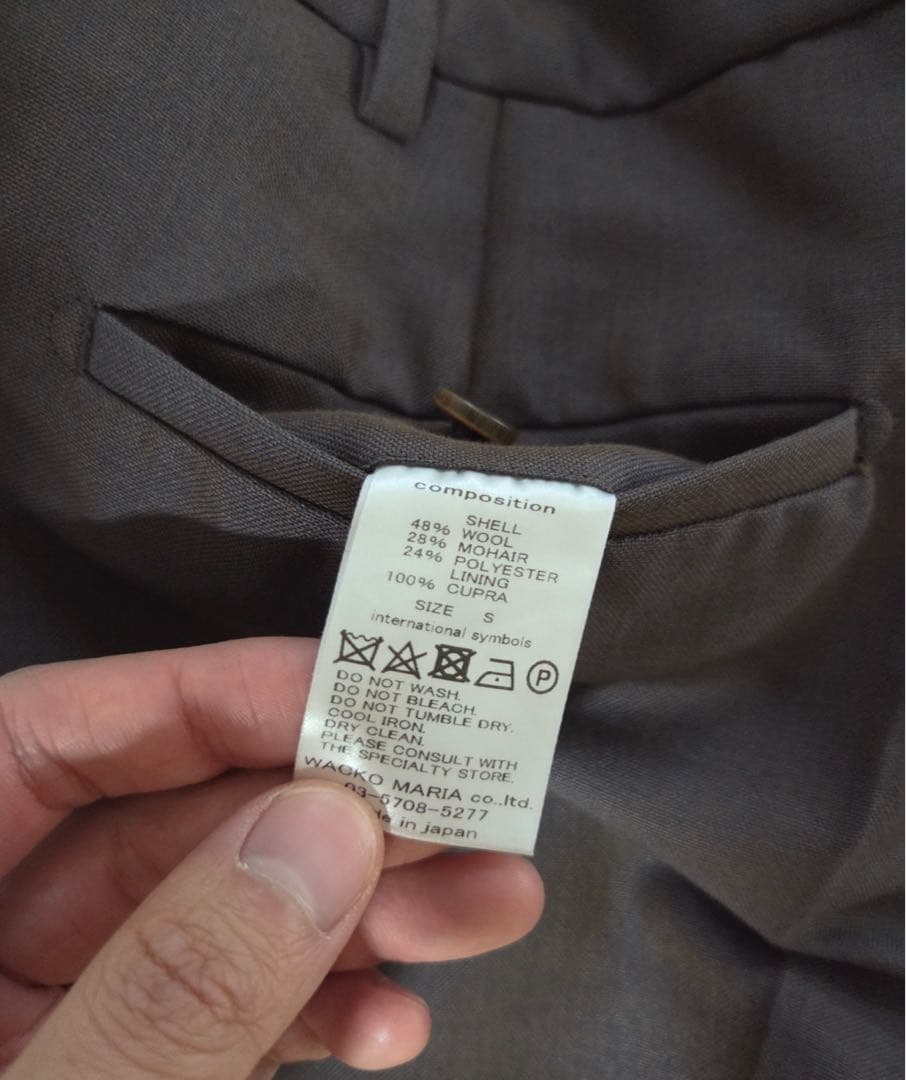 composition
SHELL
48% WOOL
28% MOHAIR
24% POLYESTER
LINING
100% CUPRA
SIZE S
international symbols
P
DO NOT WASH.
DO NOT BLEACH.
DO NOT TUMBLE DRY.
COOL IRON.
DRY CLEAN.
PLEASE CONSULT WITH
THE SPECIALTY STORE.
WACKO MARIA co.,ltd.
03-5708-5277
in japan